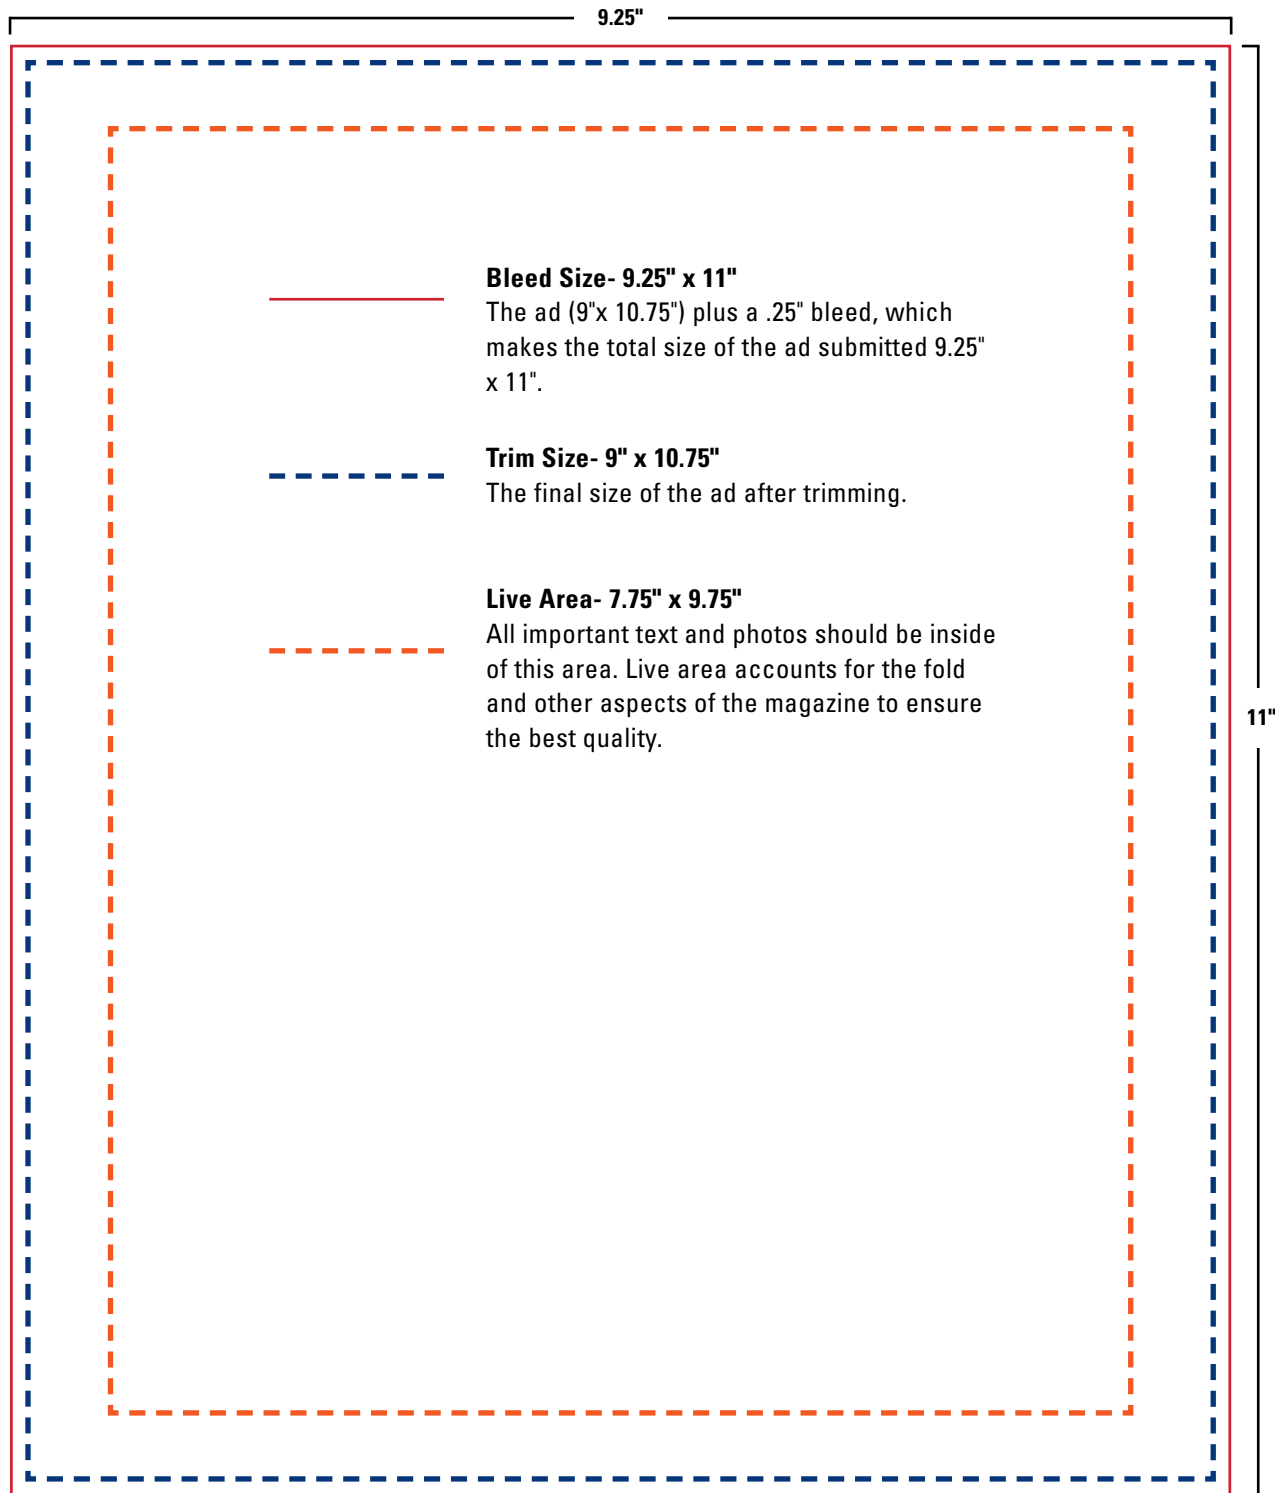 9.25"
Bleed Size- 9.25" x 11"
The ad (9"x 10.75") plus a .25" bleed, which
makes the total size of the ad submitted 9.25"
x 11".
Trim Size- 9" x 10.75"
The final size of the ad after trimming.
Live Area- 7.75" x 9.75"
All important text and photos should be inside
of this area. Live area accounts for the fold
and other aspects of the magazine to ensure
the best quality.
11"